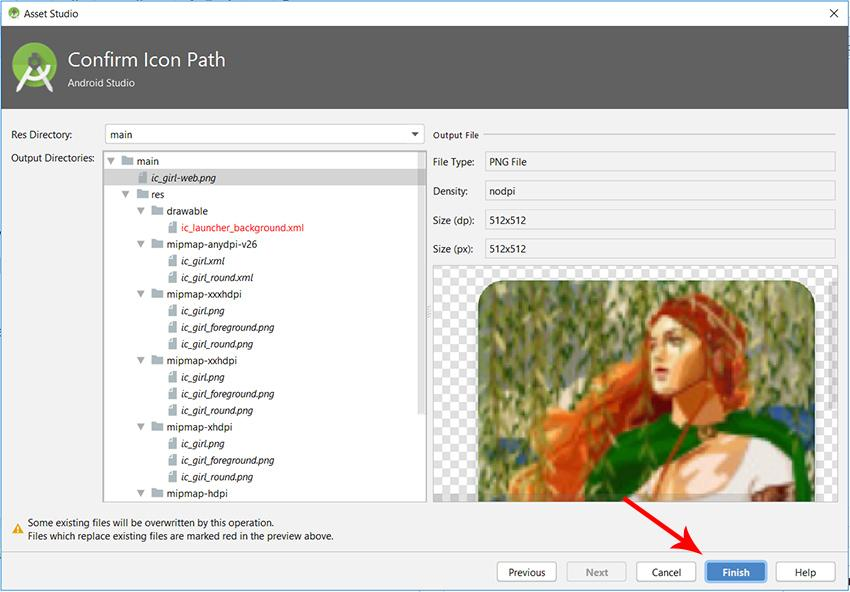 Asset Studio
Confirm Icon Path
Android Studio
Res Directory:
main
Output Directories:
main
ic_girl-web.png
res
drawable
ic_launcher_background.xml
mipmap-anydpi-v26
ic_girl.xml
ic_girl_round.xml
mipmap-xxxhdpi
ic_girl.png
ic_girl_foreground.png
ic_girl_round.png
mipmap-xxhdpi
ic_girl.png
ic_girl_foreground.png
ic_girl_round.png
mipmap-xhdpi
ic_girl.png
ic_girl_foreground.png
ic_girl_round.png
mipmap-hdpi
Output File
File Type: PNG File
Density: nodpi
Size (dp): 512x512
Size (px): 512x512
Some existing files will be overwritten by this operation.
Files which replace existing files are marked red in the preview above.
Previous Next Cancel Finish Help